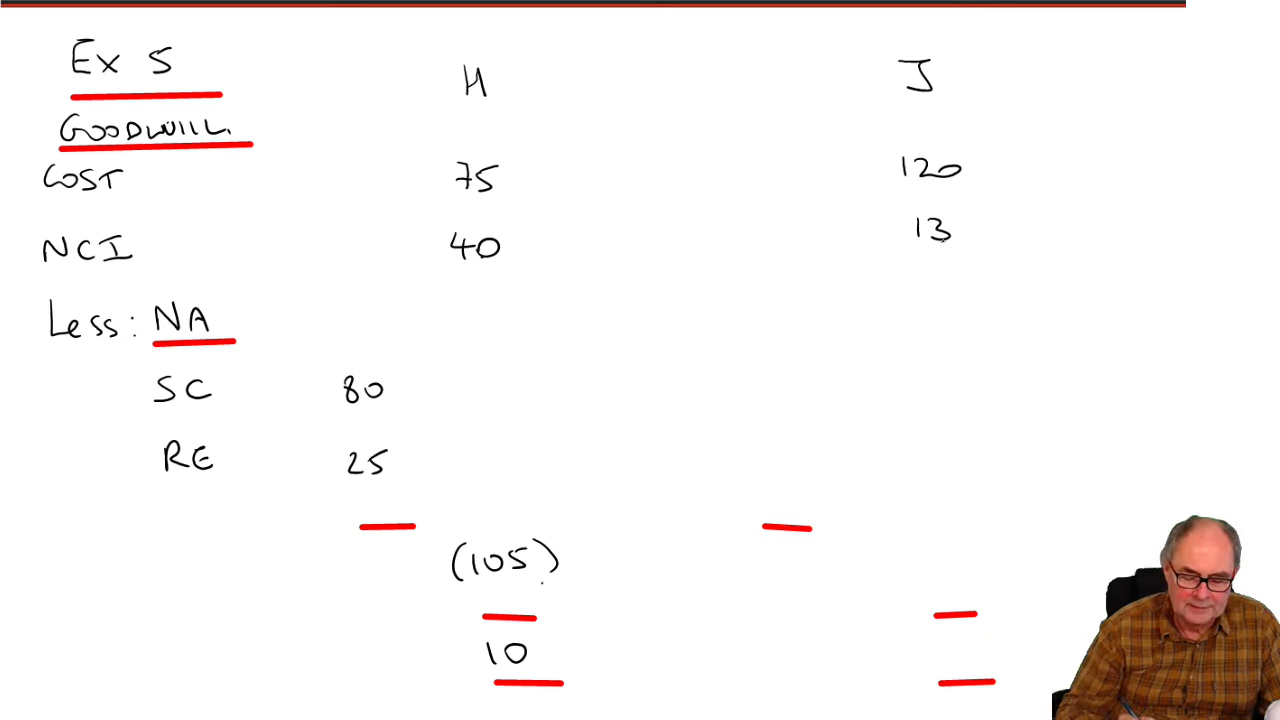 Ex 5 H J
GOODWILL.
COST 75 120
NCI 40 13
Less: NA
SC 80
RE 25
(105)
10